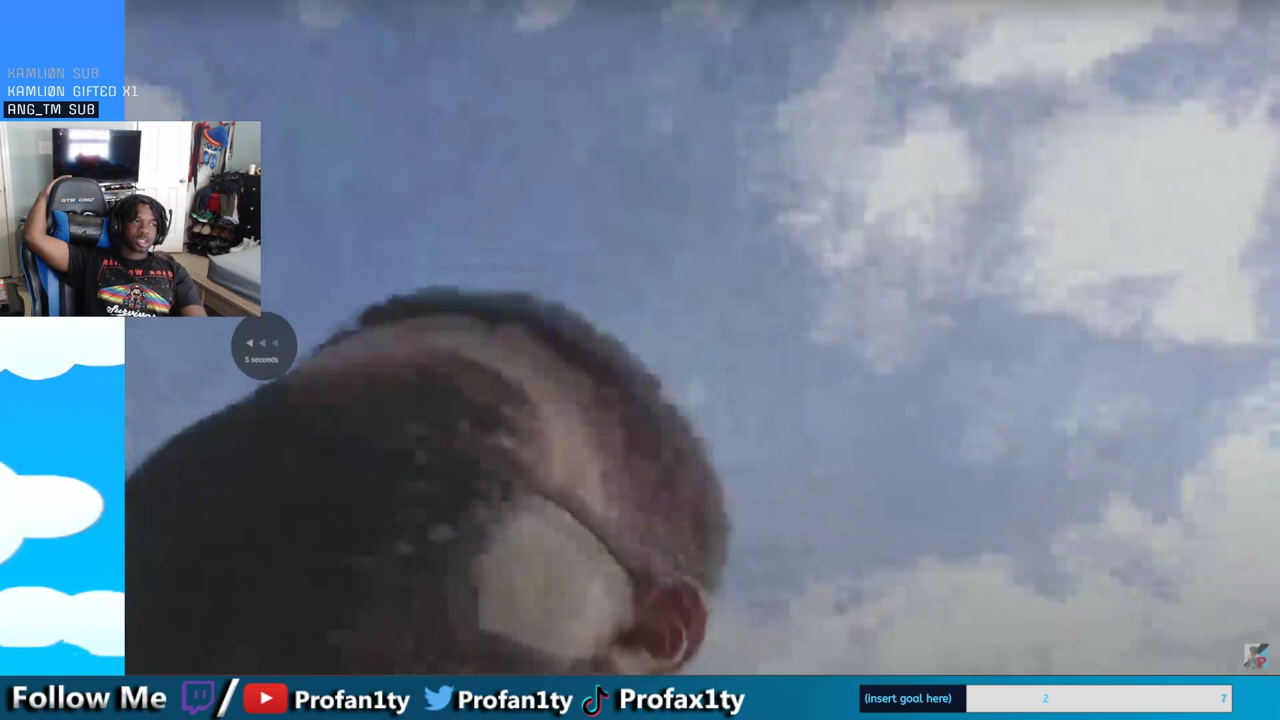 KAMLIØN SUB
KAMLIØN GIFTED X1
ANG_TM SUB
GTRACING
5 seconds
Follow Me / Profan1ty Profan1ty Profax1ty
(insert goal here) 2 7